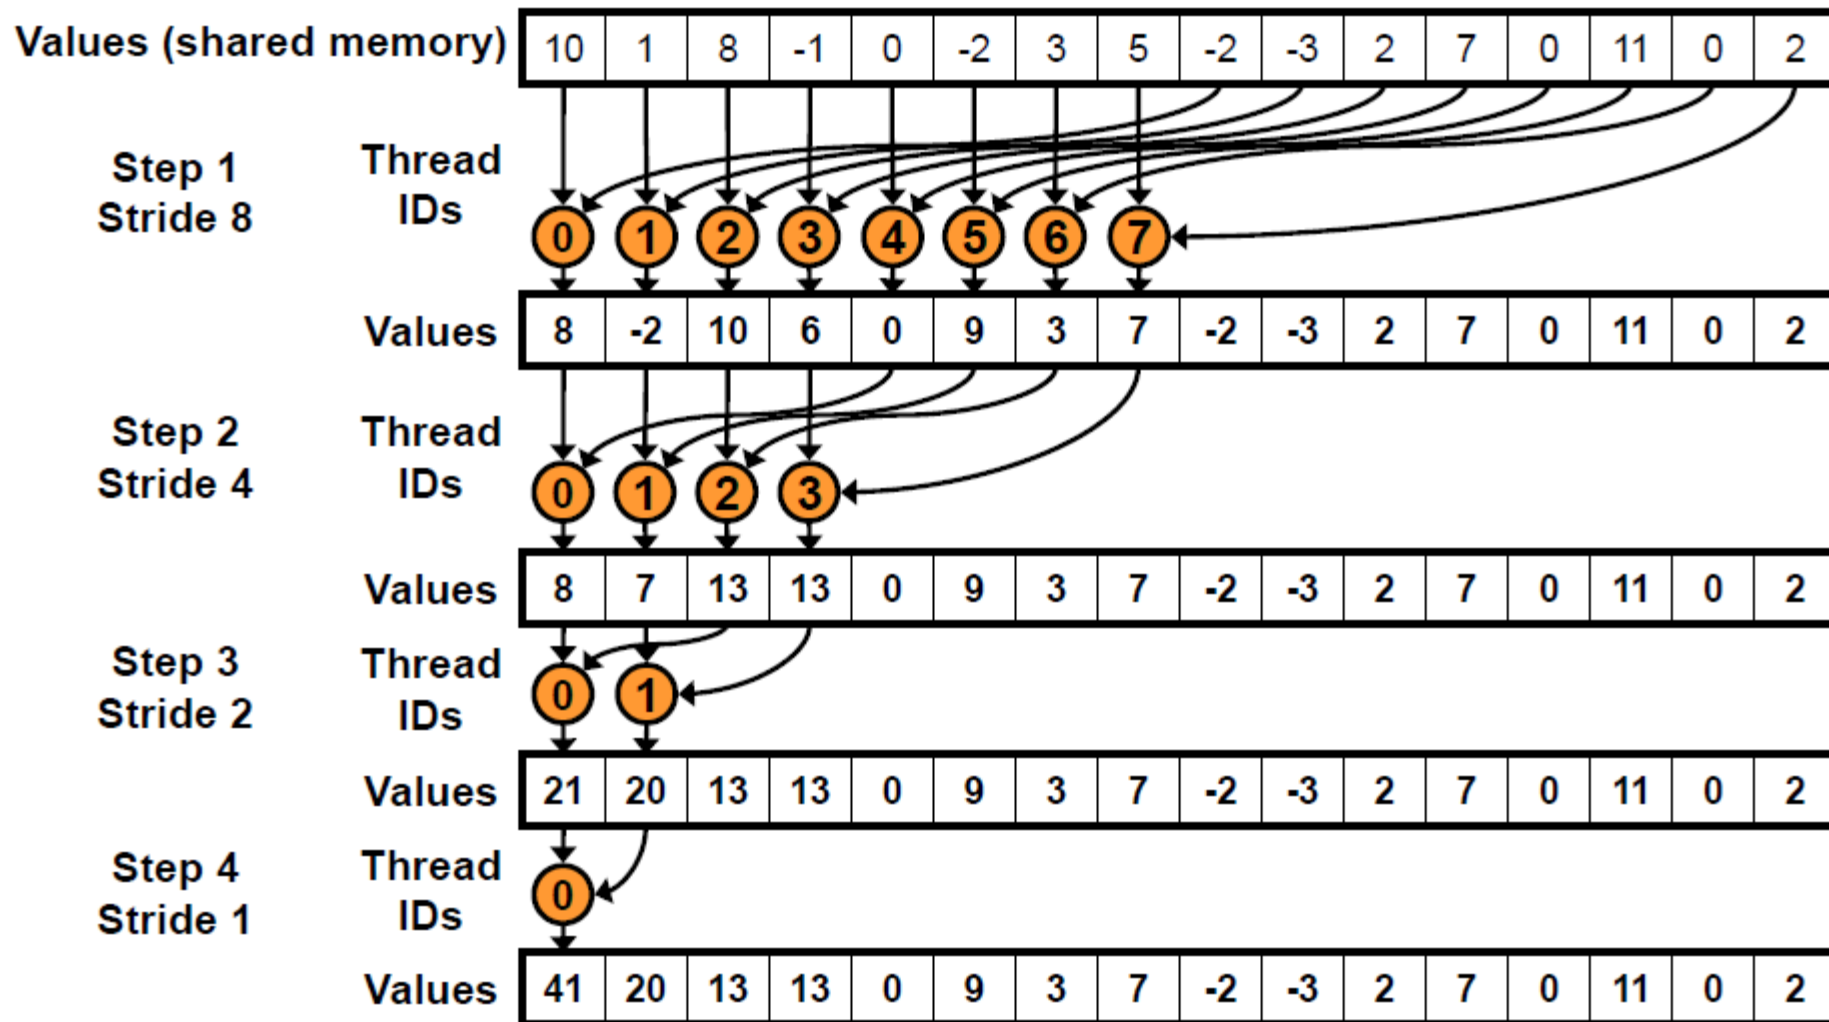 Values (shared memory) 10 1 8 -1 0 -2 3 5 -2 -3 2 7 0 11 0 2
Step 1
Stride 8
Thread
IDs
0 1 2 3 4 5 6 7
Values 8 -2 10 6 0 9 3 7 -2 -3 2 7 0 11 0 2
Step 2
Stride 4
Thread
IDs
0 1 2 3
Values 8 7 13 13 0 9 3 7 -2 -3 2 7 0 11 0 2
Step 3
Stride 2
Thread
IDs
0 1
Values 21 20 13 13 0 9 3 7 -2 -3 2 7 0 11 0 2
Step 4
Stride 1
Thread
IDs
0
Values 41 20 13 13 0 9 3 7 -2 -3 2 7 0 11 0 2